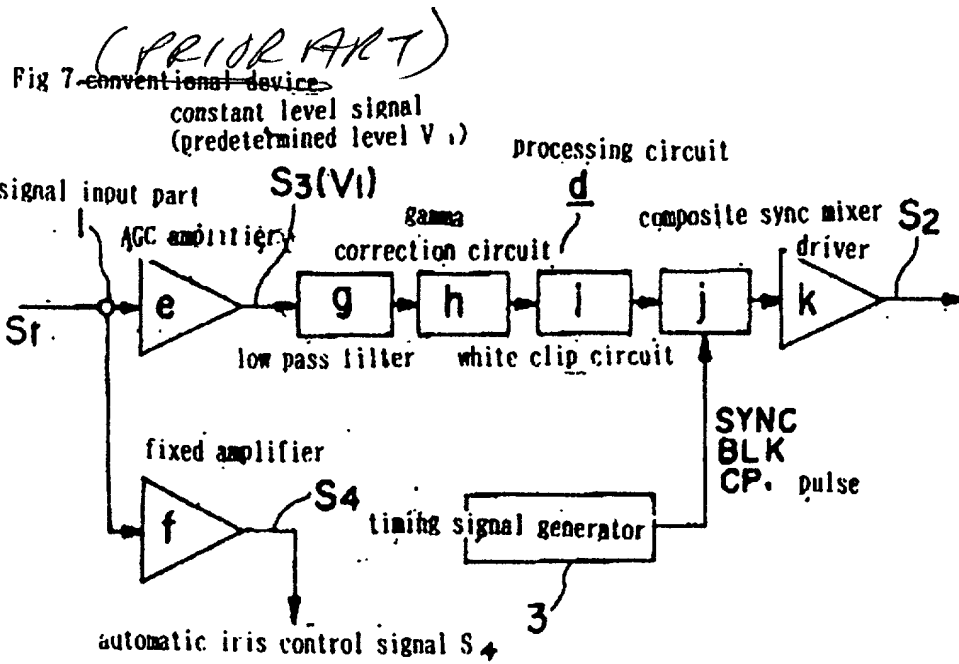 (PRIOR ART)
Fig 7 conventional device
constant level signal
(predetermined level V₁)
processing circuit
d
signal input part
1
S3(V1)
AGC amplifier
gamma
correction circuit
composite sync mixer
S2
driver
S1
e
g
h
i
j
k
low pass filter
white clip circuit
SYNC
BLK
CP. pulse
fixed amplifier
f
S4
timing signal generator
3
automatic iris control signal S4